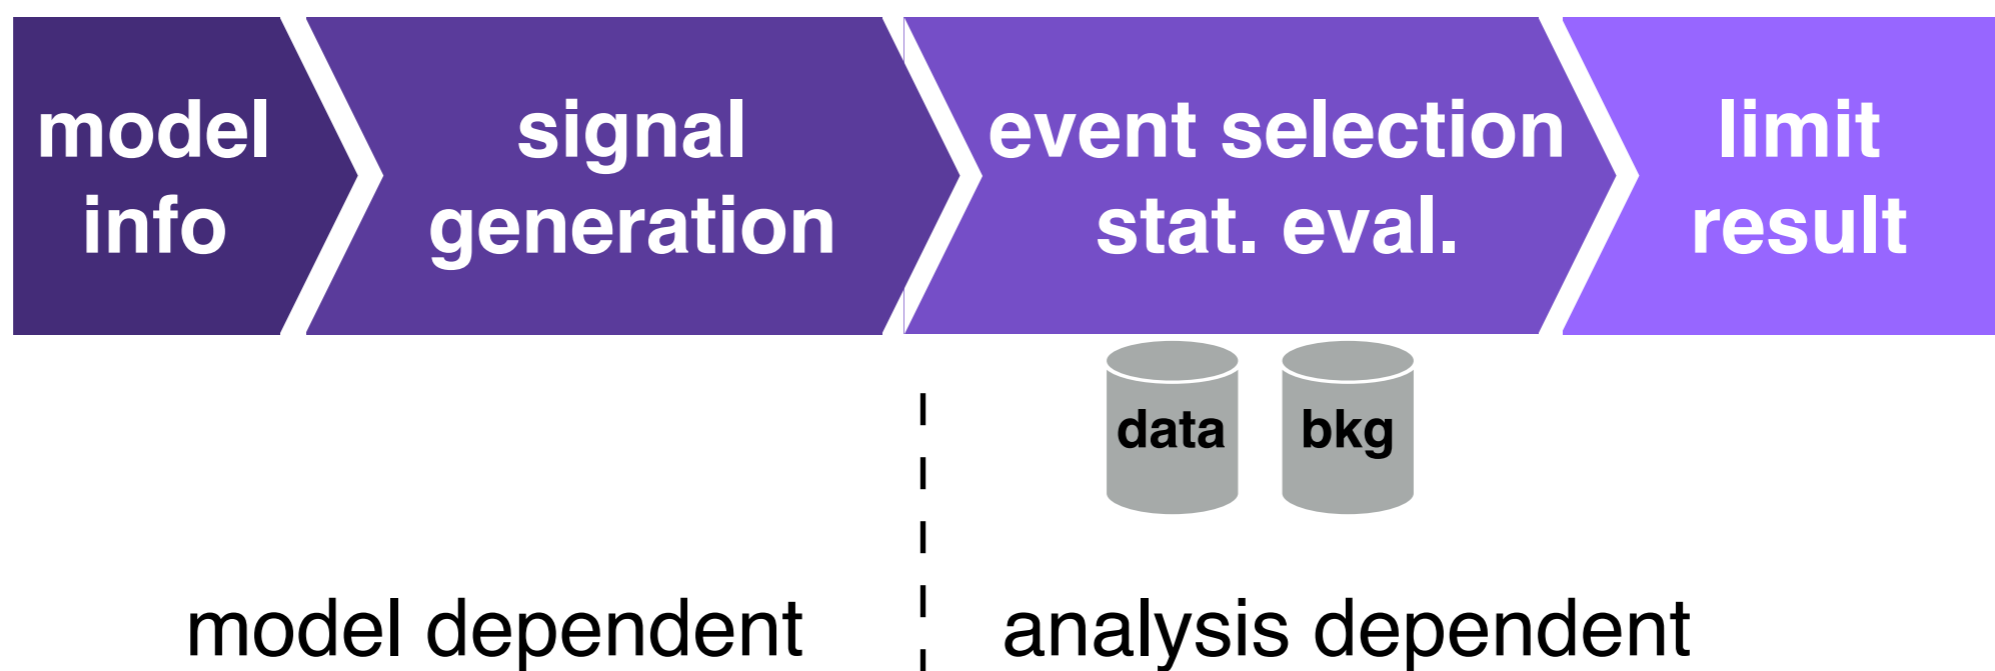 model
info
signal
generation
event selection
stat. eval.
limit
result
data
bkg
model dependent
analysis dependent